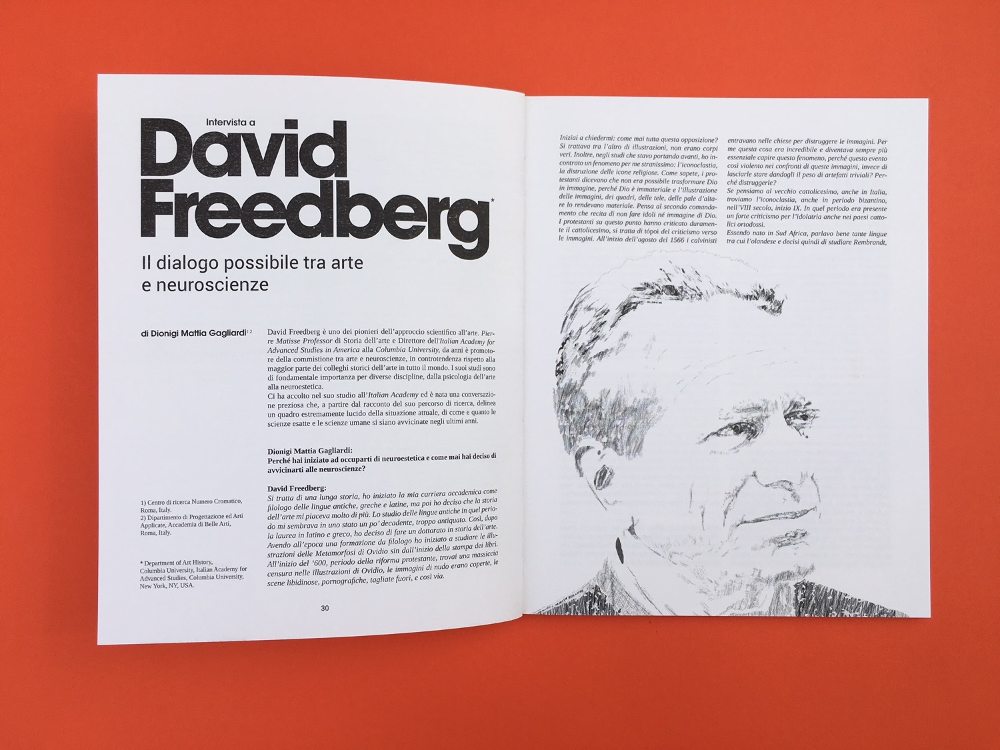 Intervista a
David
Freedberg*
Il dialogo possibile tra arte
e neuroscienze
di Dionigi Mattia Gagliardi¹ ²
David Freedberg è uno dei pionieri dell'approccio scientifico all'arte. Pier-
re Matisse Professor di Storia dell'arte e Direttore dell'Italian Academy for
Advanced Studies in America alla Columbia University, da anni è promoto-
re della commistione tra arte e neuroscienze, in controtendenza rispetto alla
maggior parte dei colleghi storici dell'arte in tutto il mondo. I suoi studi sono
di fondamentale importanza per diverse discipline, dalla psicologia dell'arte
alla neuroestetica.
Ci ha accolto nel suo studio all'Italian Academy ed è nata una conversazio-
ne preziosa che, a partire dal racconto del suo percorso di ricerca, delinea
un quadro estremamente lucido della situazione attuale, di come e quanto le
scienze esatte e le scienze umane si siano avvicinate negli ultimi anni.
Dionigi Mattia Gagliardi:
Perché hai iniziato ad occuparti di neuroestetica e come mai hai deciso di
avvicinarti alle neuroscienze?
David Freedberg:
Si tratta di una lunga storia, ho iniziato la mia carriera accademica come
filologo delle lingue antiche, greche e latine, ma poi ho deciso che la storia
dell'arte mi piaceva molto di più. Lo studio delle lingue antiche in quel perio-
do mi sembrava in uno stato un po' decadente, troppo antiquato. Così, dopo
la laurea in latino e greco, ho deciso di fare un dottorato in storia dell'arte.
Avendo all'epoca una formazione da filologo ho iniziato a studiare le illu-
strazioni delle Metamorfosi di Ovidio sin dall'inizio della stampa dei libri.
All'inizio del '600, periodo della riforma protestante, trovai una massiccia
censura nelle illustrazioni di Ovidio, le immagini di nudo erano coperte, le
scene libidinose, pornografiche, tagliate fuori, e così via.
1) Centro di ricerca Numero Cromatico,
Roma, Italy.
2) Dipartimento di Progettazione ed Arti
Applicate, Accademia di Belle Arti,
Roma, Italy.
* Department of Art History,
Columbia University, Italian Academy for
Advanced Studies, Columbia University,
New York, NY, USA.
30
Iniziai a chiedermi: come mai tutta questa opposizione?
Si trattava tra l'altro di illustrazioni, non erano corpi
veri. Inoltre, negli studi che stavo portando avanti, ho in-
contrato un fenomeno per me stranissimo: l'iconoclastia,
la distruzione delle icone religiose. Come sapete, i pro-
testanti dicevano che non era possibile trasformare Dio
in immagine, perché Dio è immateriale e l'illustrazione
delle immagini, dei quadri, delle tele, delle pale d'alta-
re lo rendevano materiale. Pensa al secondo comanda-
mento che recita di non fare idoli né immagine di Dio.
I protestanti su questo punto hanno criticato duramen-
te il cattolicesimo, si tratta di tópoi del criticismo verso
le immagini. All'inizio dell'agosto del 1566 i calvinisti
entravano nelle chiese per distruggere le immagini. Per
me questa cosa era incredibile e diventava sempre più
essenziale capire questo fenomeno, perché questo evento
così violento nei confronti di queste immagini, invece di
lasciarle stare dandogli il peso di artefatti triviali? Per-
ché distruggerle?
Se pensiamo al vecchio cattolicesimo, anche in Italia,
troviamo l'iconoclastia, anche in periodo bizantino,
nell'VIII secolo, inizio IX. In quel periodo era presente
un forte criticismo per l'idolatria anche nei paesi catto-
lici ortodossi.
Essendo nato in Sud Africa, parlavo bene tante lingue
tra cui l'olandese e decisi quindi di studiare Rembrandt,